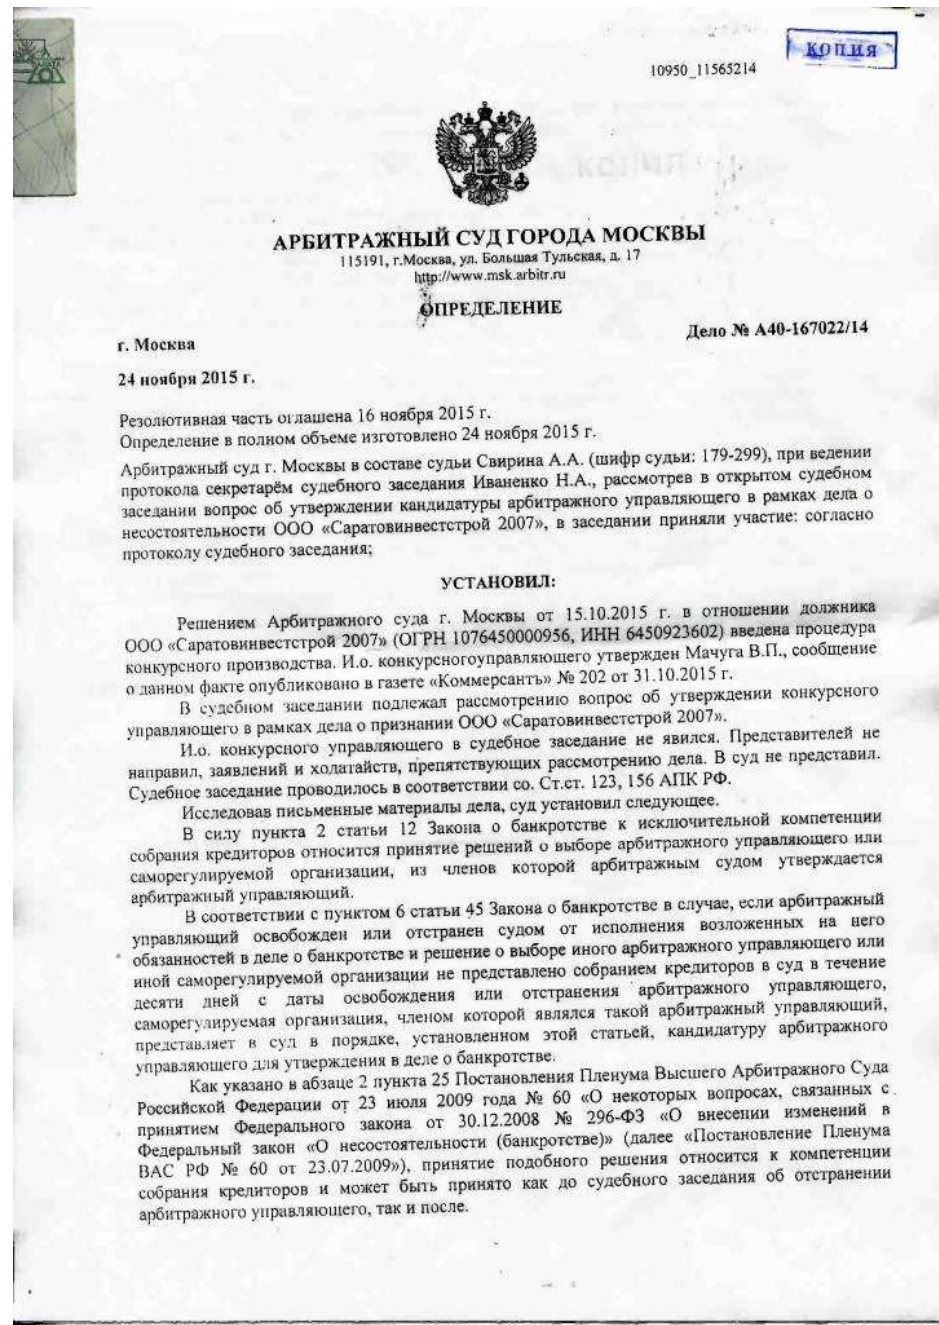 КОПИЯ
10950_11565214
АРБИТРАЖНЫЙ СУД ГОРОДА МОСКВЫ
115191, г.Москва, ул. Большая Тульская, д. 17
http://www.msk.arbitr.ru
ОПРЕДЕЛЕНИЕ
Дело № А40-167022/14
г. Москва
24 ноября 2015 г.
Резолютивная часть оглашена 16 ноября 2015 г.
Определение в полном объеме изготовлено 24 ноября 2015 г.
Арбитражный суд г. Москвы в составе судьи Свирина А.А. (шифр судьи: 179-299), при ведении
протокола секретарём судебного заседания Иваненко Н.А., рассмотрев в открытом судебном
заседании вопрос об утверждении кандидатуры арбитражного управляющего в рамках дела о
несостоятельности ООО «Саратовинвестстрой 2007», в заседании приняли участие: согласно
протоколу судебного заседания;
УСТАНОВИЛ:
Решением Арбитражного суда г. Москвы от 15.10.2015 г. в отношении должника
ООО «Саратовинвестстрой 2007» (ОГРН 1076450000956, ИНН 6450923602) введена процедура
конкурсного производства. И.о. конкурсногоуправляющего утвержден Мачуга В.П., сообщение
о данном факте опубликовано в газете «Коммерсантъ» № 202 от 31.10.2015 г.
В судебном заседании подлежал рассмотрению вопрос об утверждении конкурсного
управляющего в рамках дела о признании ООО «Саратовинвестстрой 2007».
И.о. конкурсного управляющего в судебное заседание не явился. Представителей не
направил, заявлений и ходатайств, препятствующих рассмотрению дела. В суд не представил.
Судебное заседание проводилось в соответствии со. Ст.ст. 123, 156 АПК РФ.
Исследовав письменные материалы дела, суд установил следующее.
В силу пункта 2 статьи 12 Закона о банкротстве к исключительной компетенции
собрания кредиторов относится принятие решений о выборе арбитражного управляющего или
саморегулируемой организации, из членов которой арбитражным судом утверждается
арбитражный управляющий.
В соответствии с пунктом 6 статьи 45 Закона о банкротстве в случае, если арбитражный
управляющий освобожден или отстранен судом от исполнения возложенных на него
обязанностей в деле о банкротстве и решение о выборе иного арбитражного управляющего или
иной саморегулируемой организации не представлено собранием кредиторов в суд в течение
десяти дней с даты освобождения или отстранения арбитражного управляющего,
саморегулируемая организация, членом которой являлся такой арбитражный управляющий,
представляет в суд в порядке, установленном этой статьей, кандидатуру арбитражного
управляющего для утверждения в деле о банкротстве.
Как указано в абзаце 2 пункта 25 Постановления Пленума Высшего Арбитражного Суда
Российской Федерации от 23 июля 2009 года № 60 «О некоторых вопросах, связанных с
принятием Федерального закона от 30.12.2008 № 296-ФЗ «О внесении изменений в
Федеральный закон «О несостоятельности (банкротстве)» (далее «Постановление Пленума
ВАС РФ № 60 от 23.07.2009»), принятие подобного решения относится к компетенции
собрания кредиторов и может быть принято как до судебного заседания об отстранении
арбитражного управляющего, так и после.